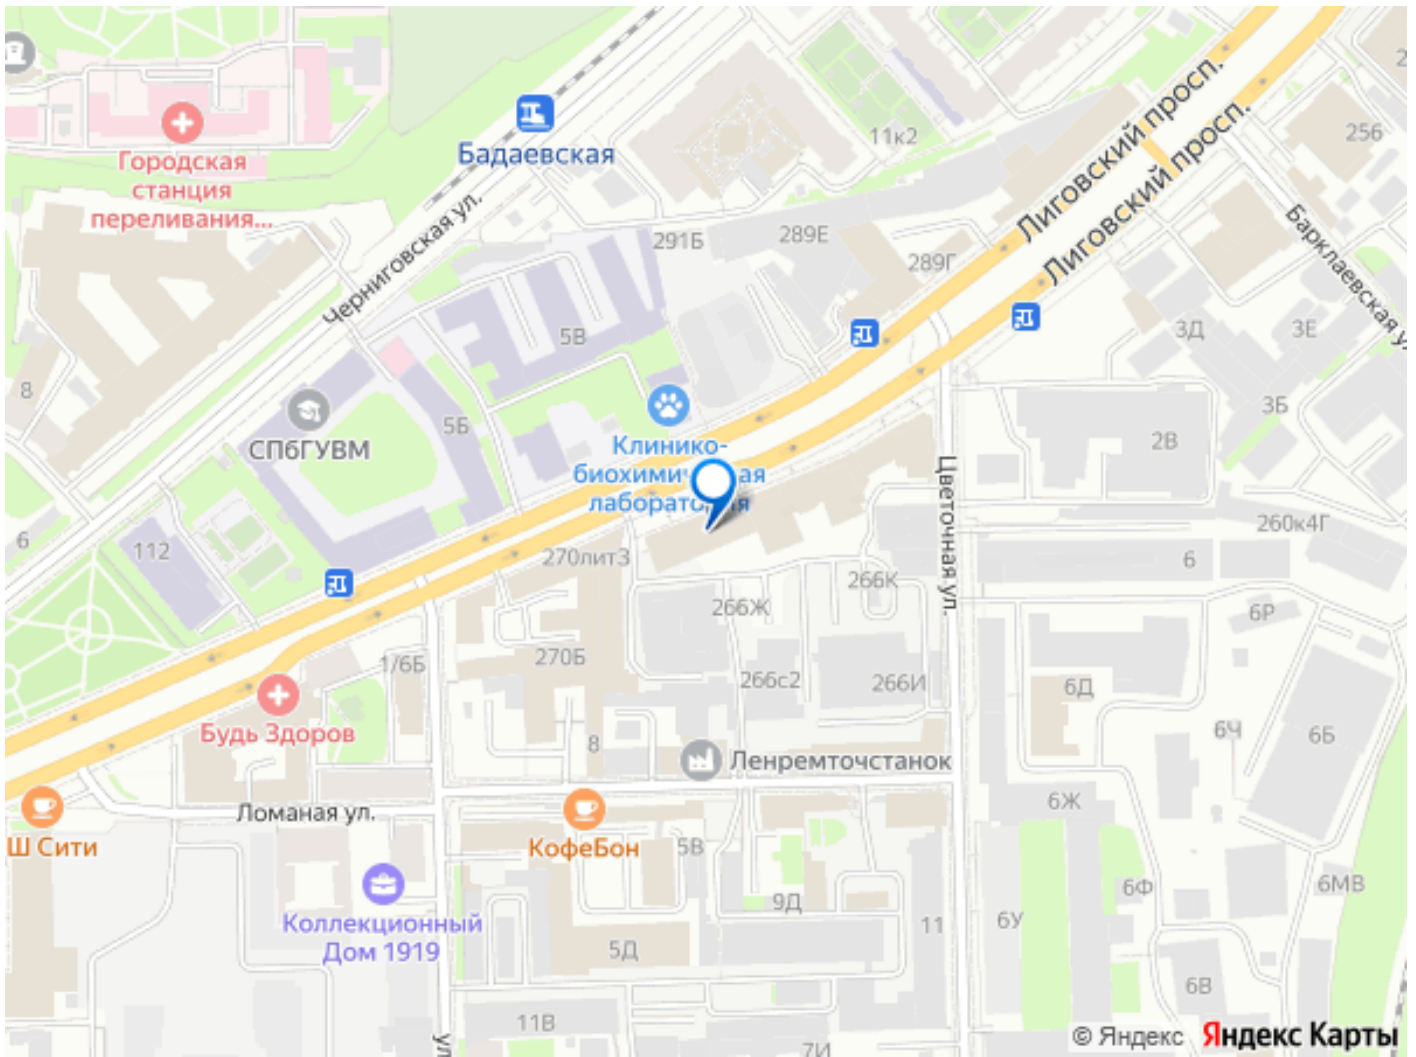 Городская
станция
переливания...
Бадаевская
Черниговская ул.
11к2
Лиговский просп.
Лиговский просп.
256
Барклаевская у
291Б
289Е
289Г
5В
3Д
3Е
8
5Б
3Б
СПбГУВМ
2В
Клинико-
лаборатория
Цветочная ул.
6
112
270литЗ
260к4Г
6
266К
266Ж
6Р
1/6Б
270Б
266с2
266И
6Д
6Ч
6Б
Будь Здоров
8
Ленремточстанок
Ломаная ул.
6Ж
Ш Сити
КофеБон
5В
6Ф
6МВ
9Д
Коллекционный
Дом 1919
5Д
11
6У
6В
11В
ул
7И
© Яндекс Яндекс Карты